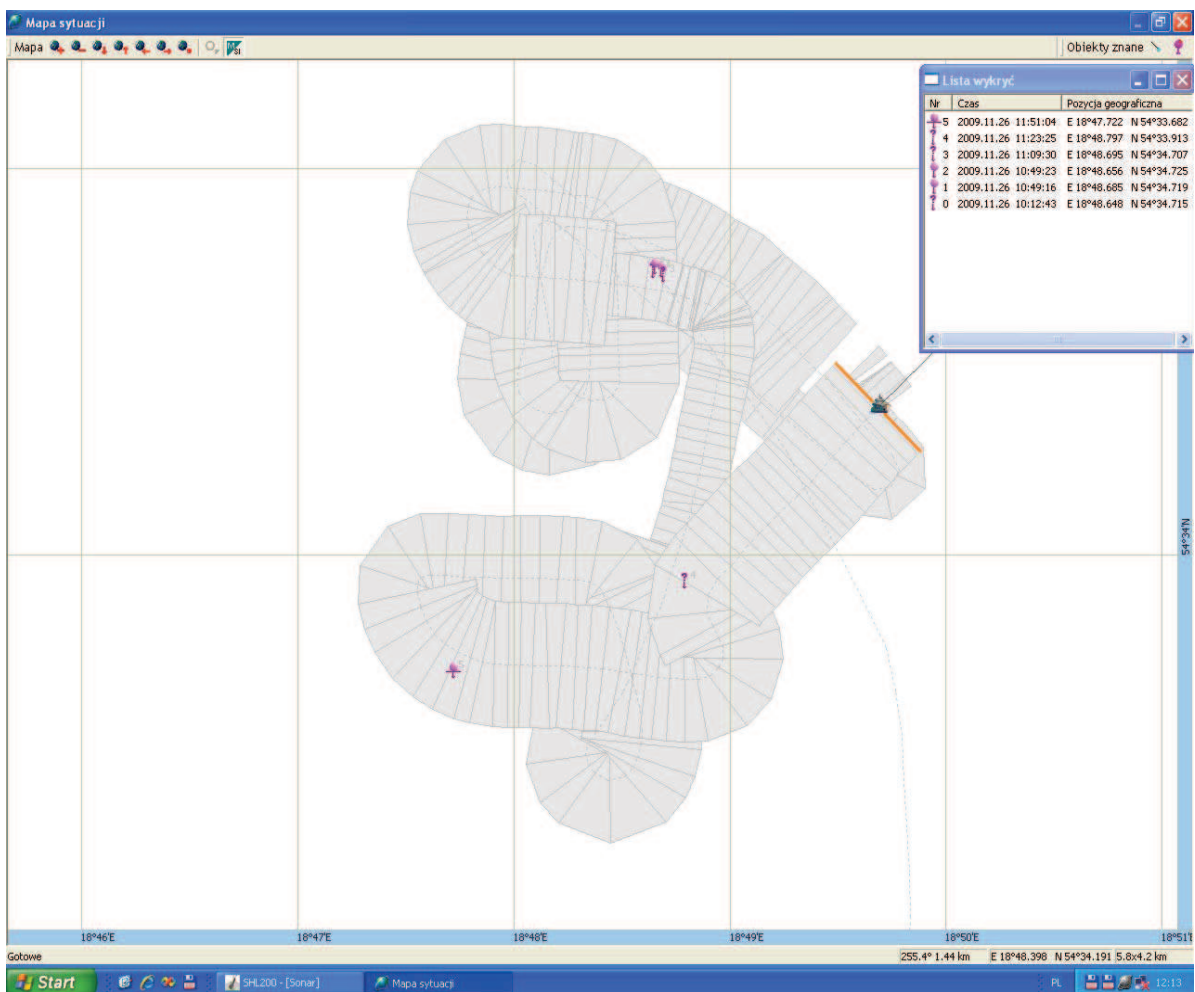 Mapa sytuacji
Mapa
Obiekty znane
Lista wykryć
Nr Czas Pozycja geograficzna
5 2009.11.26 11:51:04 E 18°47.722 N 54°33.682
4 2009.11.26 11:23:25 E 18°48.797 N 54°33.913
3 2009.11.26 11:09:30 E 18°48.695 N 54°34.707
2 2009.11.26 10:49:23 E 18°48.656 N 54°34.725
1 2009.11.26 10:49:16 E 18°48.685 N 54°34.719
0 2009.11.26 10:12:43 E 18°48.648 N 54°34.715
54°34'N
18°46'E 18°47'E 18°48'E 18°49'E 18°50'E 18°51'E
Gotowe 255.4° 1.44 km E 18°48.398 N 54°34.191 5.8x4.2 km
Start SHL200 - [Sonar] Mapa sytuacji PL 12:13